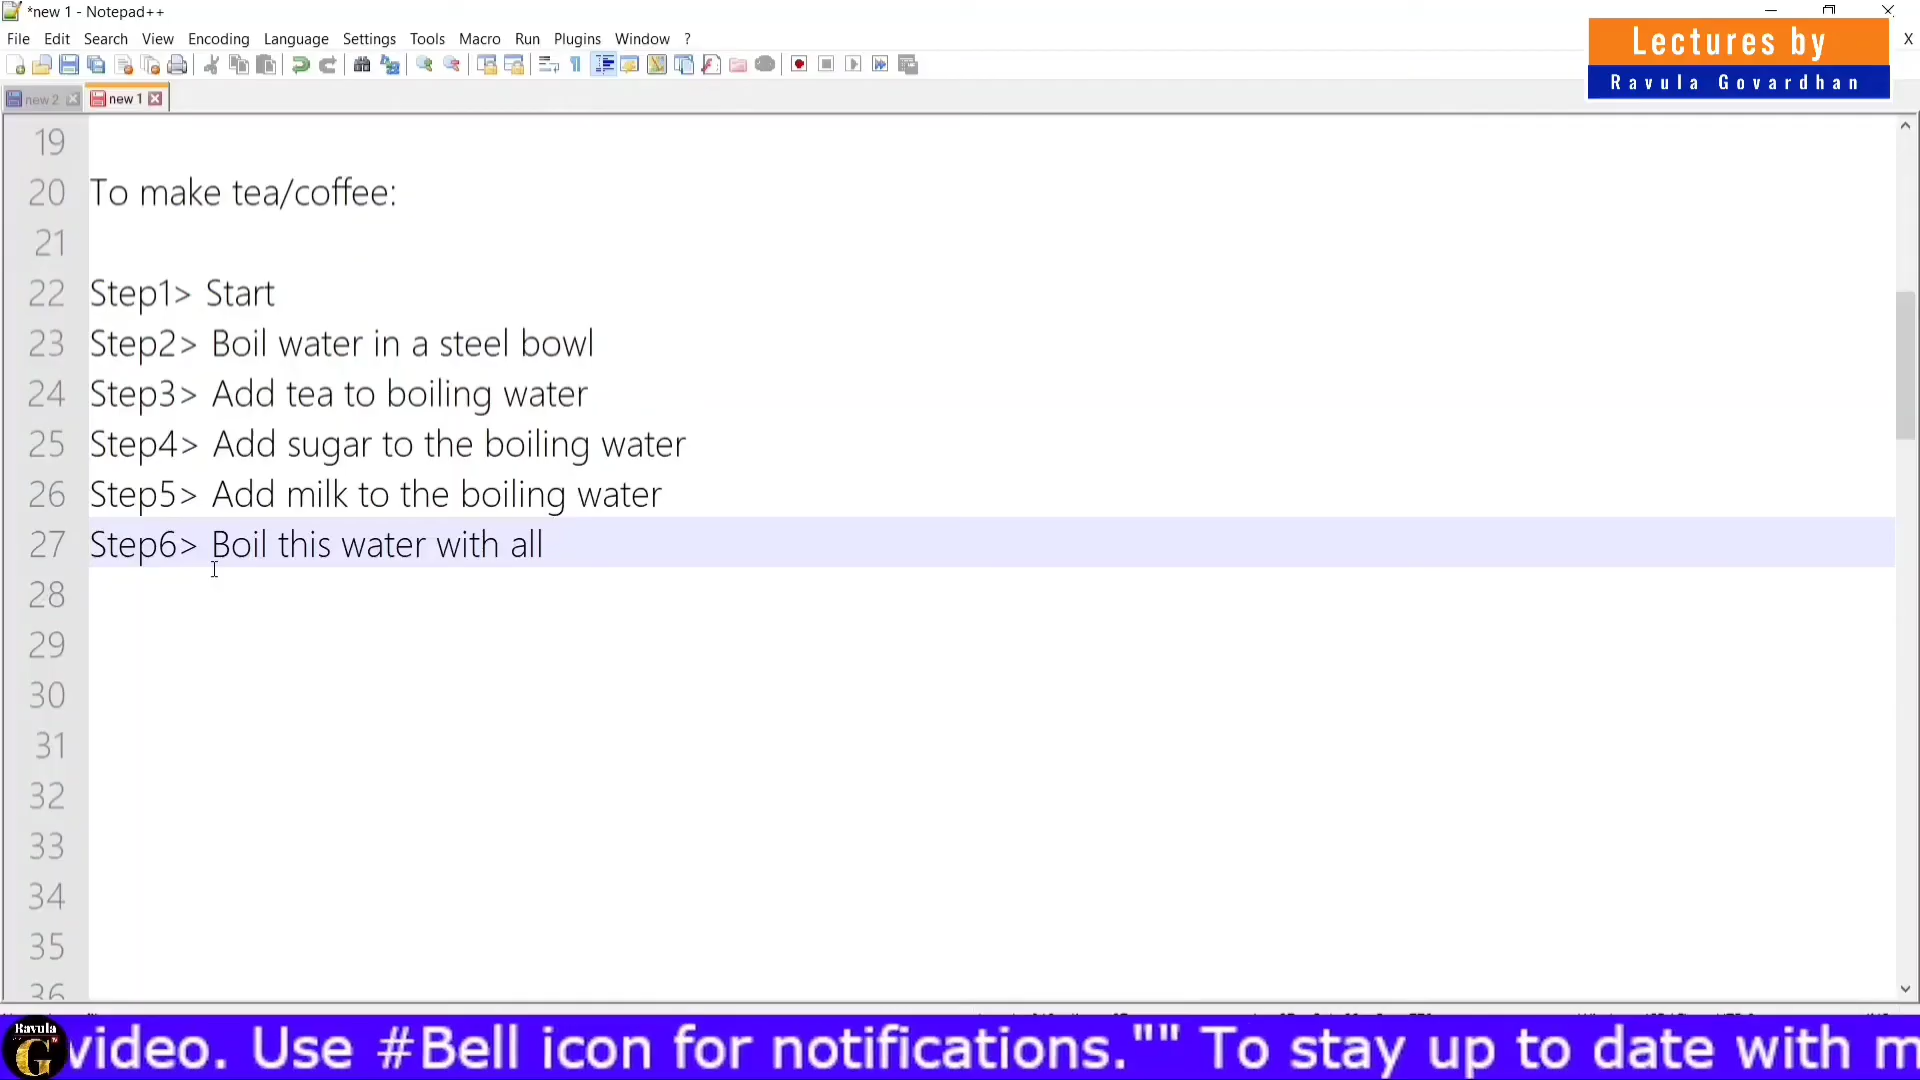 *new 1 - Notepad++
File Edit Search View Encoding Language Settings Tools Macro Run Plugins Window ?
X
Lectures by
Ravula Govardhan
new 2
new 1
19
20 To make tea/coffee:
21
22 Step1> Start
23 Step2> Boil water in a steel bowl
24 Step3> Add tea to boiling water
25 Step4> Add sugar to the boiling water
26 Step5> Add milk to the boiling water
27 Step6> Boil this water with all
28
29
30
31
32
33
34
35
36
Ravula
G
video. Use #Bell icon for notifications."" To stay up to date with m